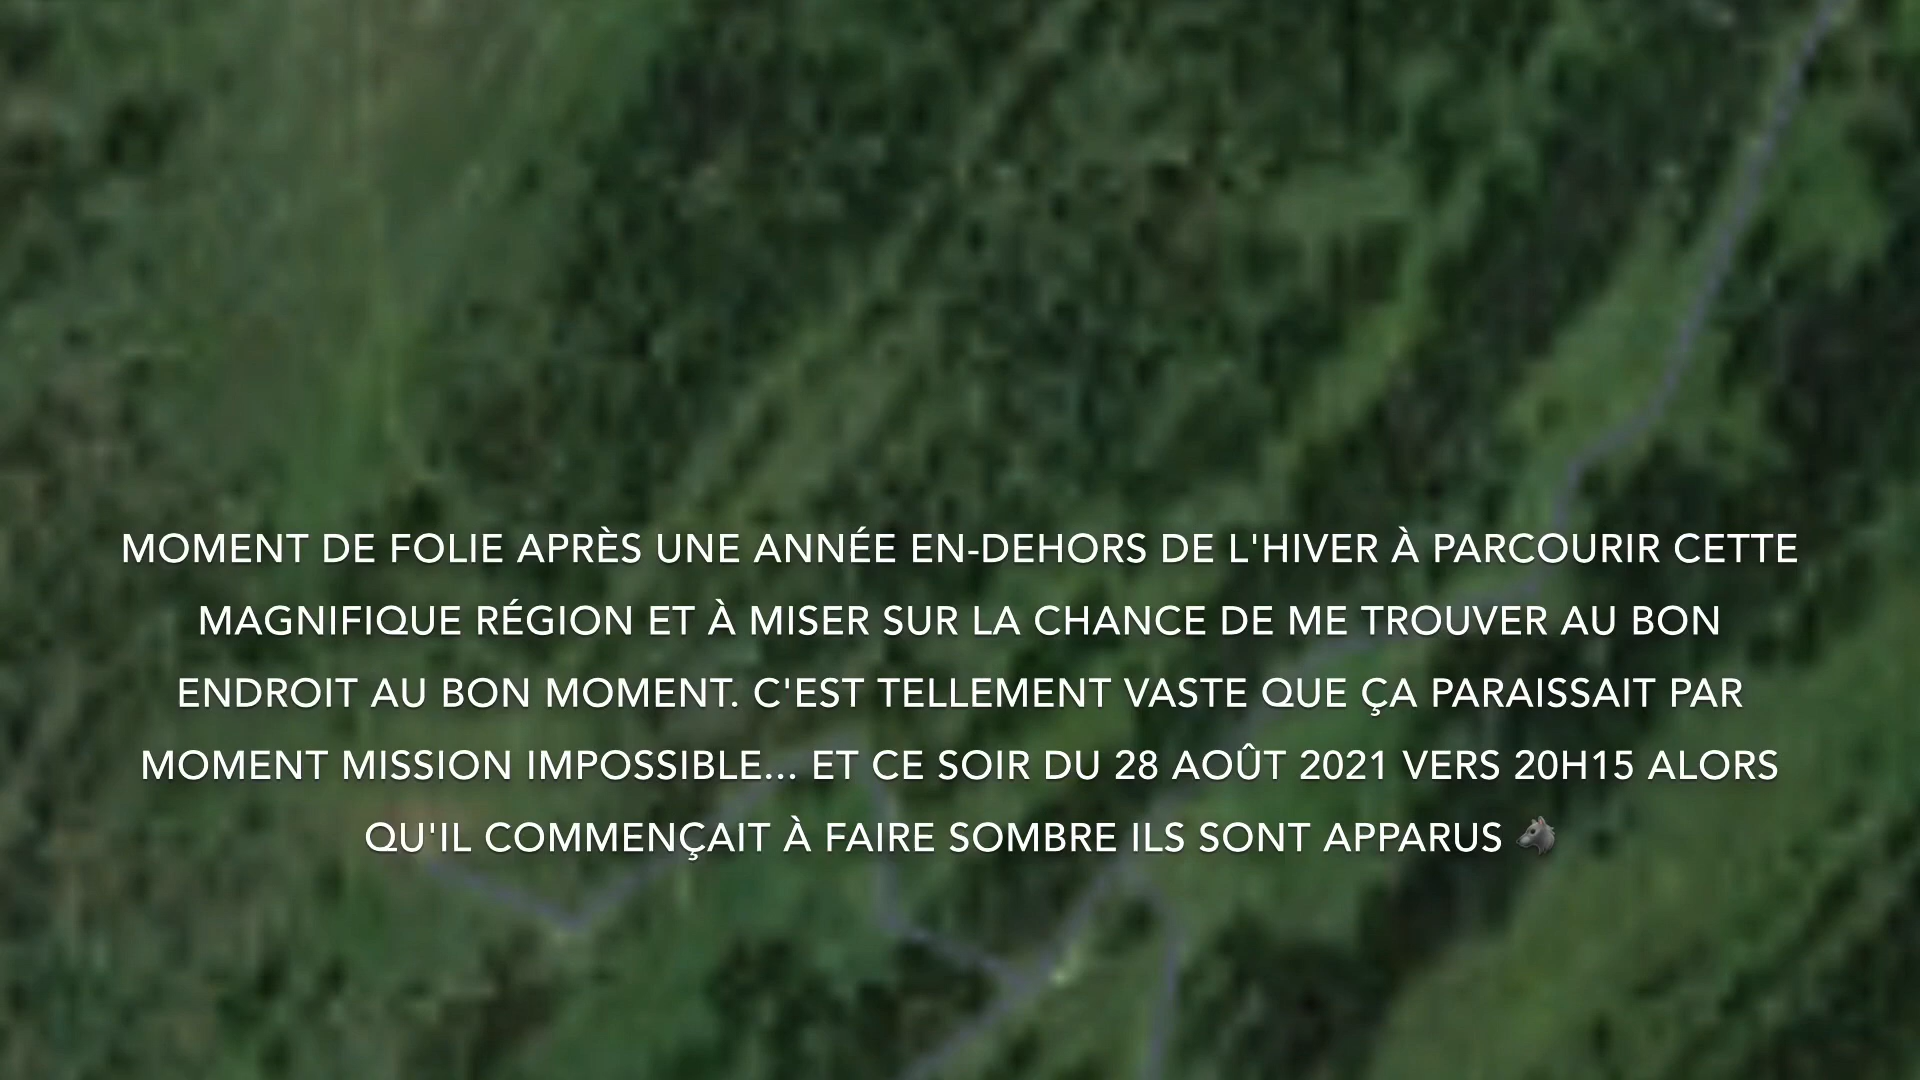 MOMENT DE FOLIE APRÈS UNE ANNÉE EN-DEHORS DE L'HIVER À PARCOURIR CETTE
MAGNIFIQUE RÉGION ET À MISER SUR LA CHANCE DE ME TROUVER AU BON
ENDROIT AU BON MOMENT. C'EST TELLEMENT VASTE QUE ÇA PARAISSAIT PAR
MOMENT MISSION IMPOSSIBLE... ET CE SOIR DU 28 AOÛT 2021 VERS 20H15 ALORS
QU'IL COMMENÇAIT À FAIRE SOMBRE ILS SONT APPARUS 🐺